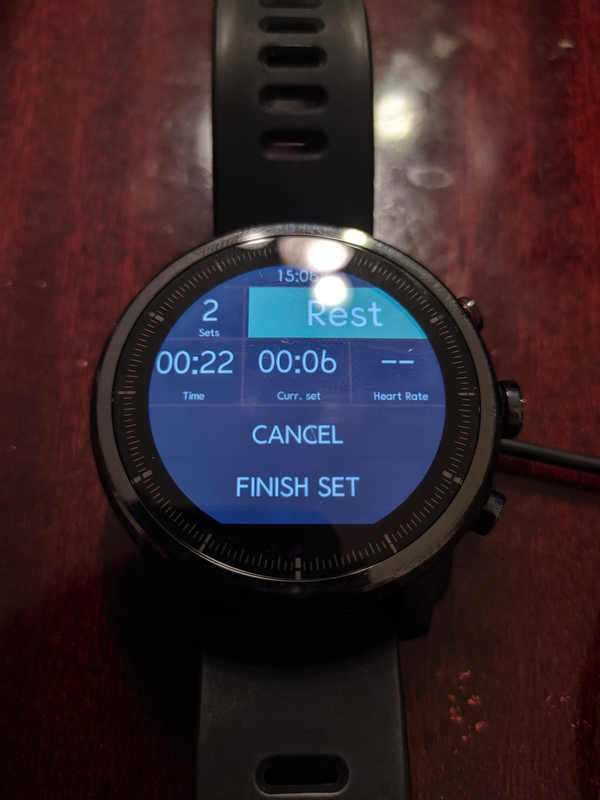 15:06
2 Rest
Sets
00:22 00:06 --
Time Curr. set Heart Rate
CANCEL
FINISH SET